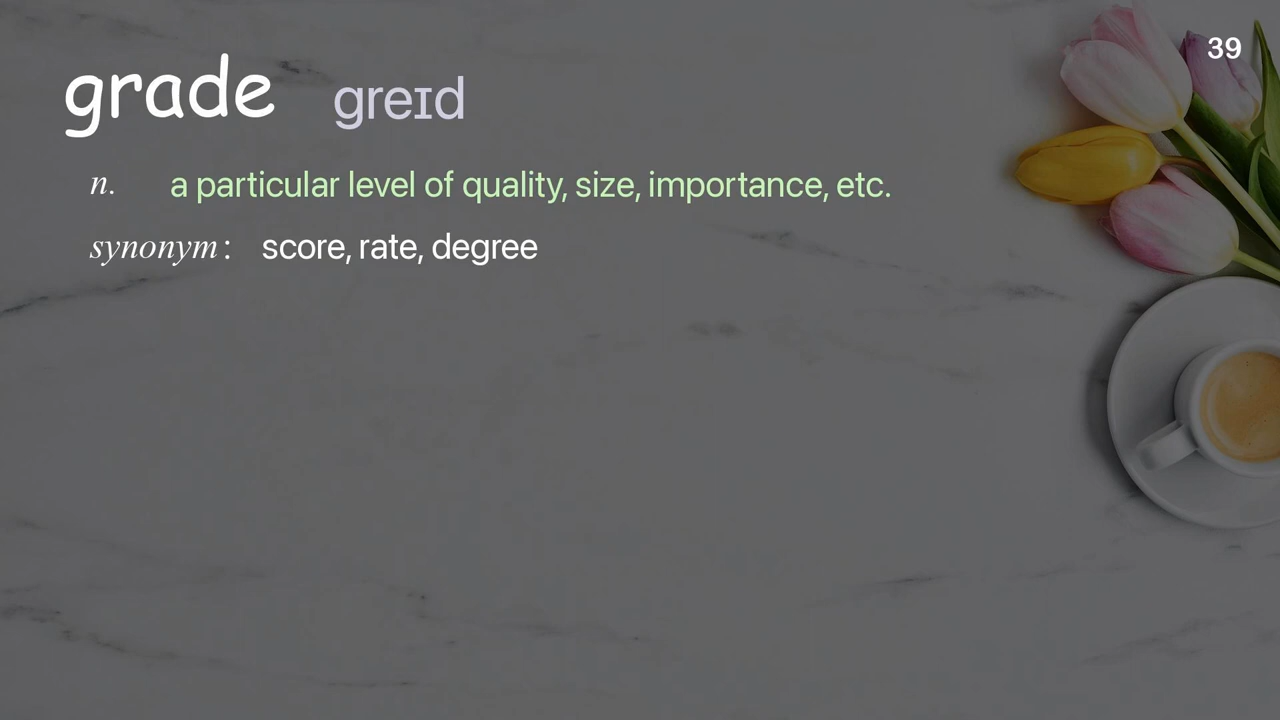 39
grade greɪd
n. a particular level of quality, size, importance, etc.
synonym: score, rate, degree